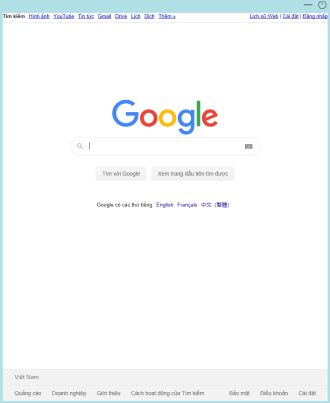 Tìm kiếm Hình ảnh YouTube Tin tức Gmail Drive Lịch Dịch Thêm » Lịch sử Web | Cài đặt | Đăng nhập
Google
Tìm với Google Xem trang đầu tiên tìm được
Google có các thứ tiếng: English Français 中文 (繁體)
Việt Nam
Quảng cáo Doanh nghiệp Giới thiệu Cách hoạt động của Tìm kiếm Bảo mật Điều khoản Cài đặt